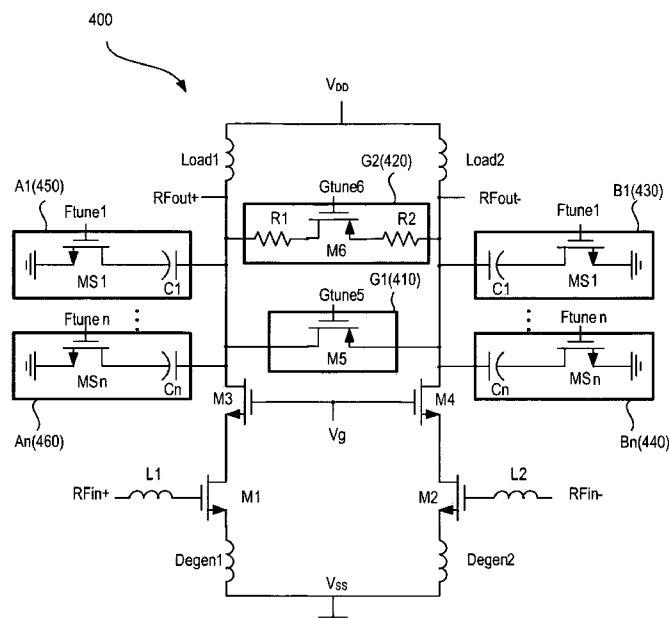 400
VDD
Load1
Load2
A1(450)
G2(420)
B1(430)
RFout+
Gtune6
RFout-
Ftune1
R1
R2
Ftune1
M6
MS1
C1
G1(410)
C1
MS1
Ftune n
Gtune5
Ftune n
M5
MSn
Cn
Cn
MSn
M3
M4
An(460)
Vg
Bn(440)
L1
L2
RFin+
M1
M2
RFin-
Degen1
Degen2
VSS